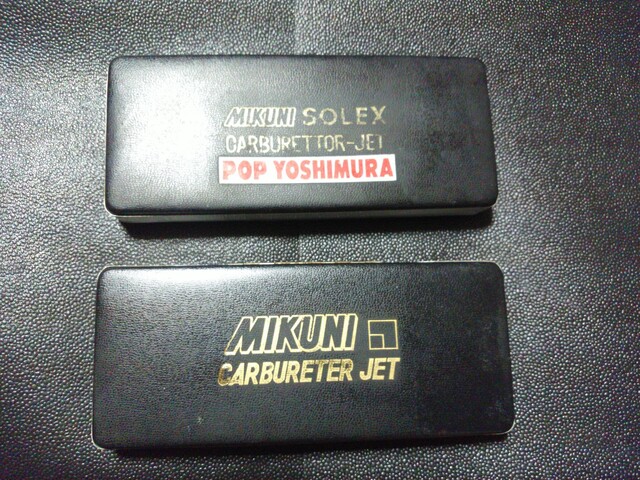 MIKUNI SOLEX
CARBURETTOR-JET
POP YOSHIMURA
MIKUNI
CARBURETER JET